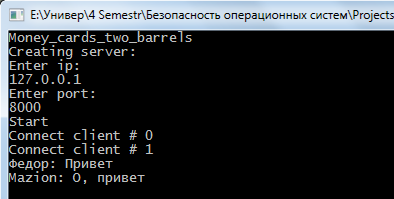 E:\Универ\4 Semestr\Безопасность операционных систем\Projects
Money_cards_two_barrels
Creating server:
Enter ip:
127.0.0.1
Enter port:
8000
Start
Connect client # 0
Connect client # 1
Федор: Привет
Mazion: О, привет